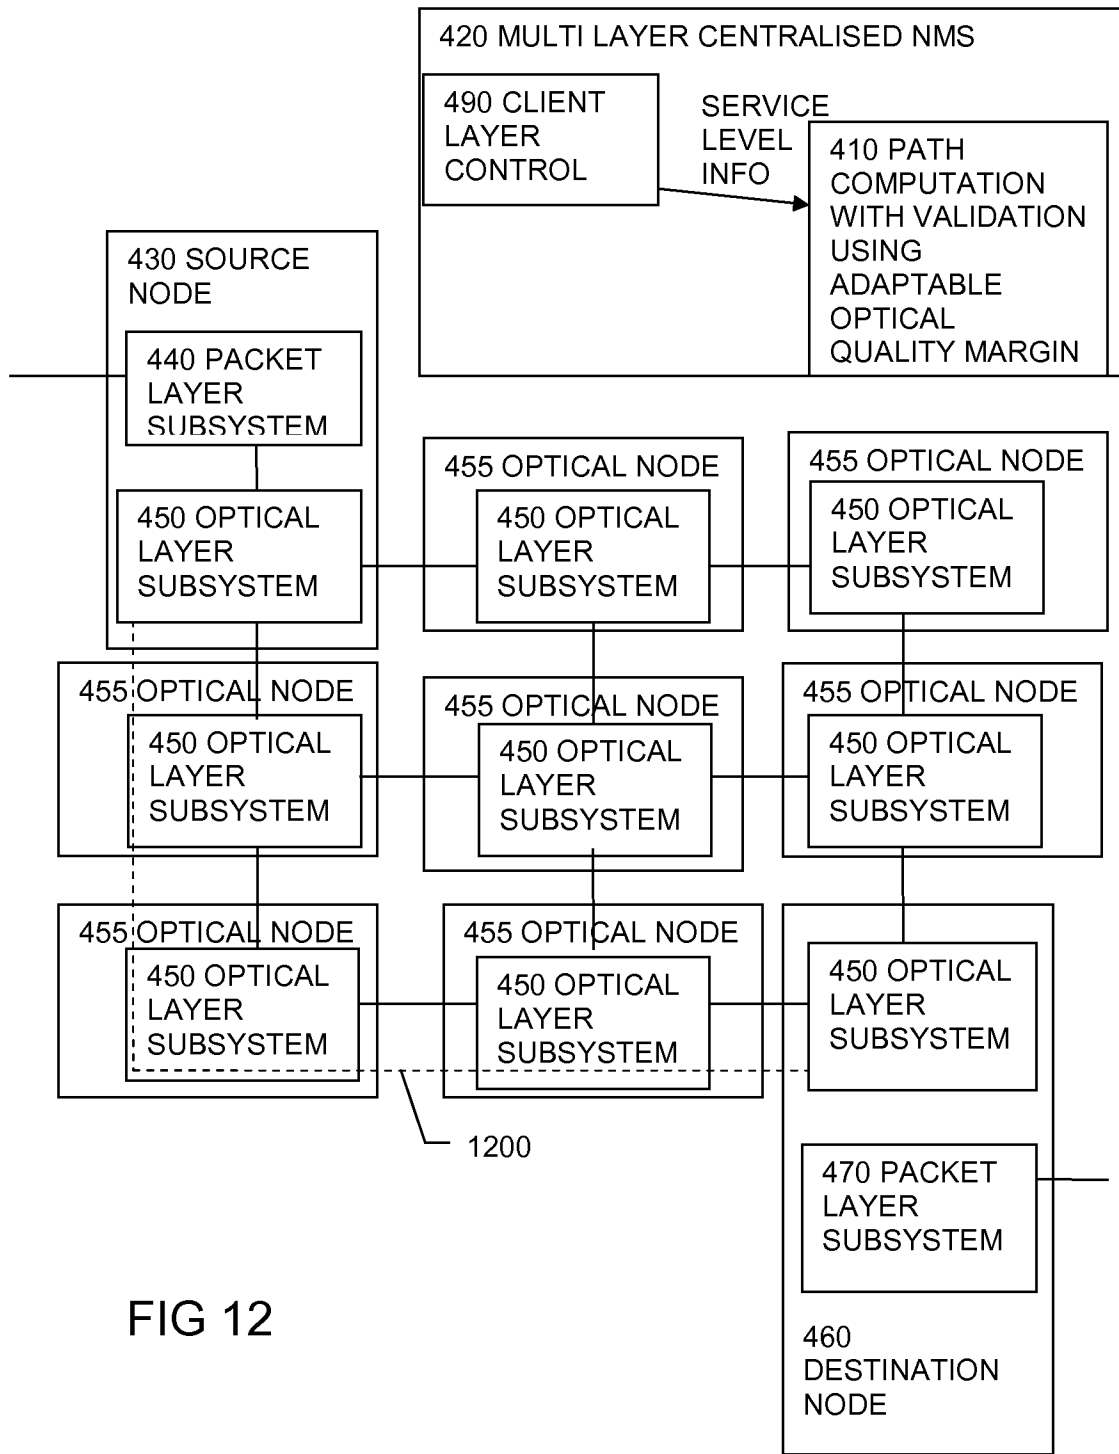 420 MULTI LAYER CENTRALISED NMS
490 CLIENT
LAYER
CONTROL
SERVICE
LEVEL
INFO
410 PATH
COMPUTATION
WITH VALIDATION
USING
ADAPTABLE
OPTICAL
QUALITY MARGIN
430 SOURCE
NODE
440 PACKET
LAYER
SUBSYSTEM
450 OPTICAL
LAYER
SUBSYSTEM
455 OPTICAL NODE
450 OPTICAL
LAYER
SUBSYSTEM
455 OPTICAL NODE
450 OPTICAL
LAYER
SUBSYSTEM
455 OPTICAL NODE
450 OPTICAL
LAYER
SUBSYSTEM
455 OPTICAL NODE
450 OPTICAL
LAYER
SUBSYSTEM
455 OPTICAL NODE
450 OPTICAL
LAYER
SUBSYSTEM
455 OPTICAL NODE
450 OPTICAL
LAYER
SUBSYSTEM
455 OPTICAL NODE
450 OPTICAL
LAYER
SUBSYSTEM
450 OPTICAL
LAYER
SUBSYSTEM
1200
470 PACKET
LAYER
SUBSYSTEM
460
DESTINATION
NODE
FIG 12